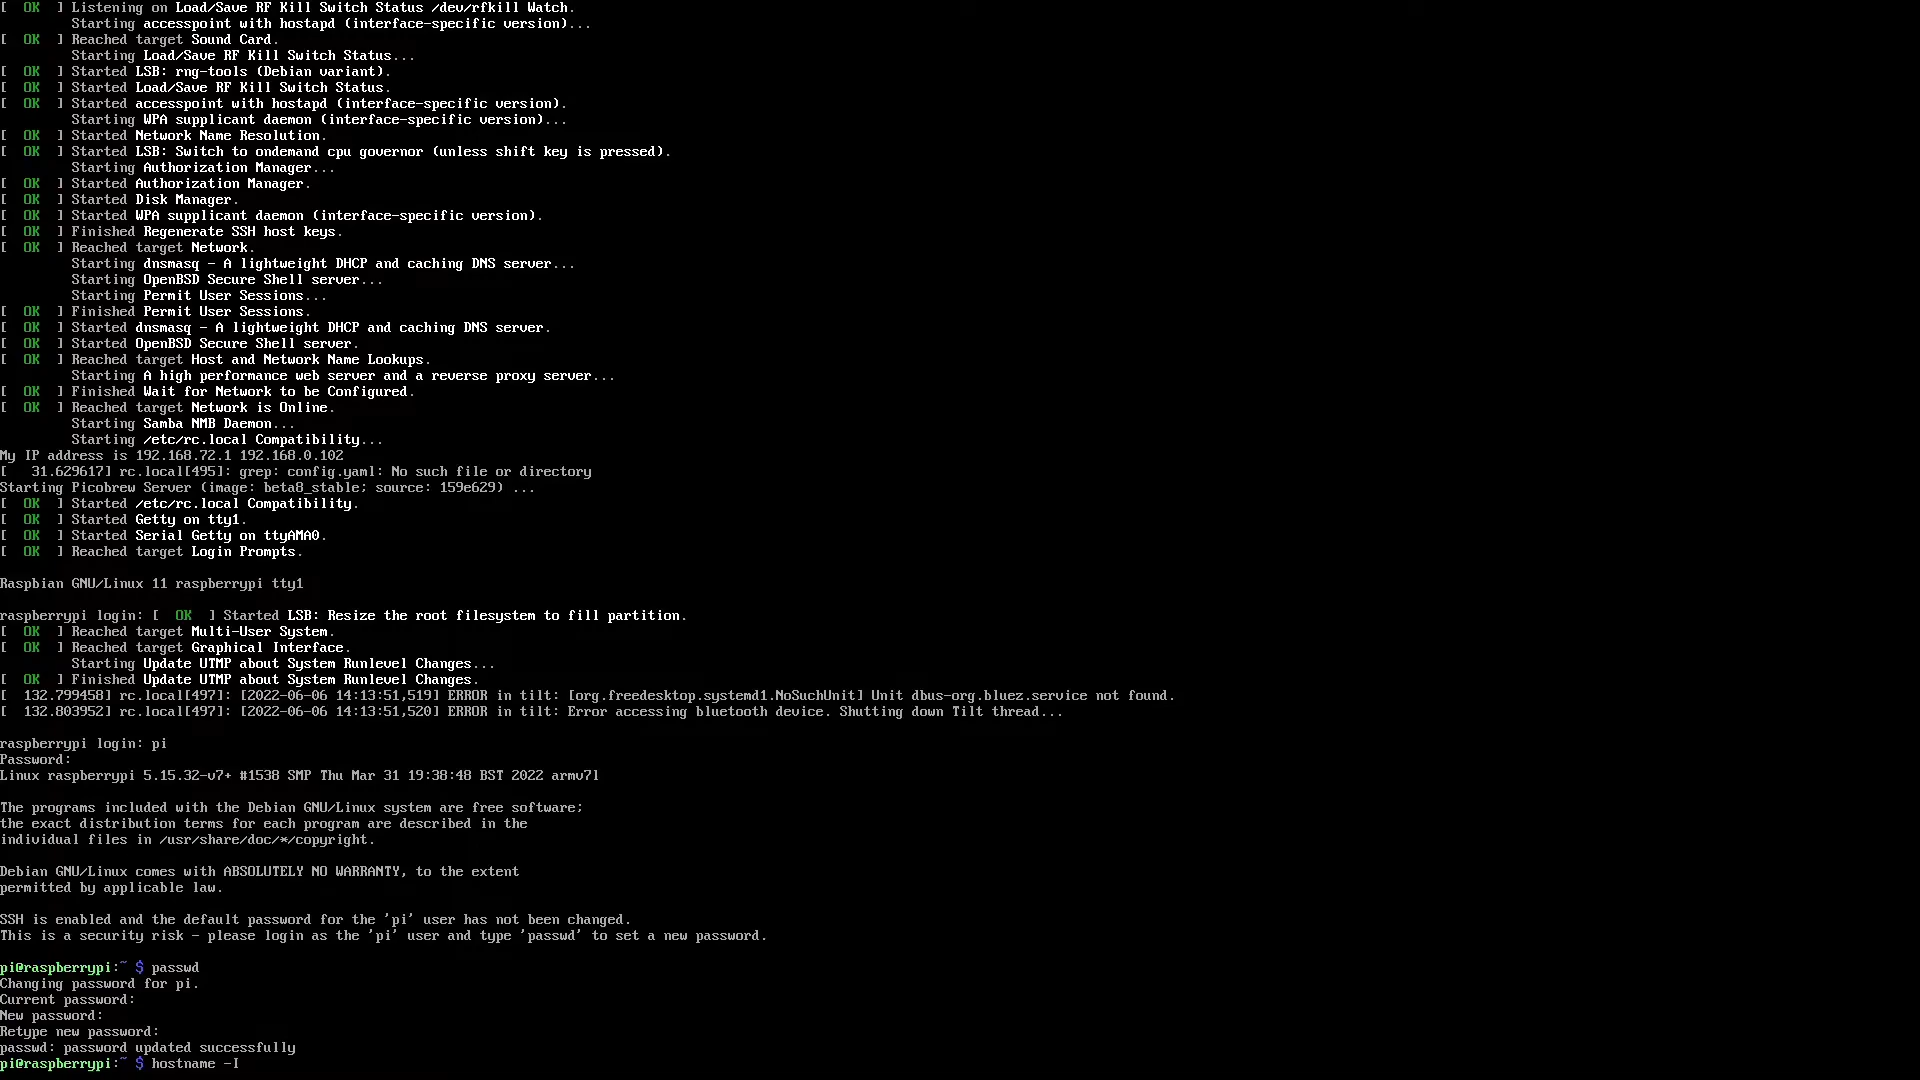 [  OK  ] Listening on Load/Save RF Kill Switch Status /dev/rfkill Watch.
         Starting accesspoint with hostapd (interface-specific version)...
[  OK  ] Reached target Sound Card.
         Starting Load/Save RF Kill Switch Status...
[  OK  ] Started LSB: rng-tools (Debian variant).
[  OK  ] Started Load/Save RF Kill Switch Status.
[  OK  ] Started accesspoint with hostapd (interface-specific version).
         Starting WPA supplicant daemon (interface-specific version)...
[  OK  ] Started Network Name Resolution.
[  OK  ] Started LSB: Switch to ondemand cpu governor (unless shift key is pressed).
         Starting Authorization Manager...
[  OK  ] Started Authorization Manager.
[  OK  ] Started Disk Manager.
[  OK  ] Started WPA supplicant daemon (interface-specific version).
[  OK  ] Finished Regenerate SSH host keys.
[  OK  ] Reached target Network.
         Starting dnsmasq - A lightweight DHCP and caching DNS server...
         Starting OpenBSD Secure Shell server...
         Starting Permit User Sessions...
[  OK  ] Finished Permit User Sessions.
[  OK  ] Started dnsmasq - A lightweight DHCP and caching DNS server.
[  OK  ] Started OpenBSD Secure Shell server.
[  OK  ] Reached target Host and Network Name Lookups.
         Starting A high performance web server and a reverse proxy server...
[  OK  ] Finished Wait for Network to be Configured.
[  OK  ] Reached target Network is Online.
         Starting Samba NMB Daemon...
         Starting /etc/rc.local Compatibility...
My IP address is 192.168.72.1 192.168.0.102
[   31.629617] rc.local[495]: grep: config.yaml: No such file or directory
Starting Picobrew Server (image: beta8_stable; source: 159e629) ...
[  OK  ] Started /etc/rc.local Compatibility.
[  OK  ] Started Getty on tty1.
[  OK  ] Started Serial Getty on ttyAMA0.
[  OK  ] Reached target Login Prompts.

Raspbian GNU/Linux 11 raspberrypi tty1

raspberrypi login: [  OK  ] Started LSB: Resize the root filesystem to fill partition.
[  OK  ] Reached target Multi-User System.
[  OK  ] Reached target Graphical Interface.
         Starting Update UTMP about System Runlevel Changes...
[  OK  ] Finished Update UTMP about System Runlevel Changes.
[  132.799458] rc.local[497]: [2022-06-06 14:13:51,519] ERROR in tilt: [org.freedesktop.systemd1.NoSuchUnit] Unit dbus-org.bluez.service not found.
[  132.803952] rc.local[497]: [2022-06-06 14:13:51,520] ERROR in tilt: Error accessing bluetooth device. Shutting down Tilt thread...

raspberrypi login: pi
Password:
Linux raspberrypi 5.15.32-v7+ #1538 SMP Thu Mar 31 19:38:48 BST 2022 armv7l

The programs included with the Debian GNU/Linux system are free software;
the exact distribution terms for each program are described in the
individual files in /usr/share/doc/*/copyright.

Debian GNU/Linux comes with ABSOLUTELY NO WARRANTY, to the extent
permitted by applicable law.

SSH is enabled and the default password for the 'pi' user has not been changed.
This is a security risk - please login as the 'pi' user and type 'passwd' to set a new password.

pi@raspberrypi:~ $ passwd
Changing password for pi.
Current password:
New password:
Retype new password:
passwd: password updated successfully
pi@raspberrypi:~ $ hostname -I